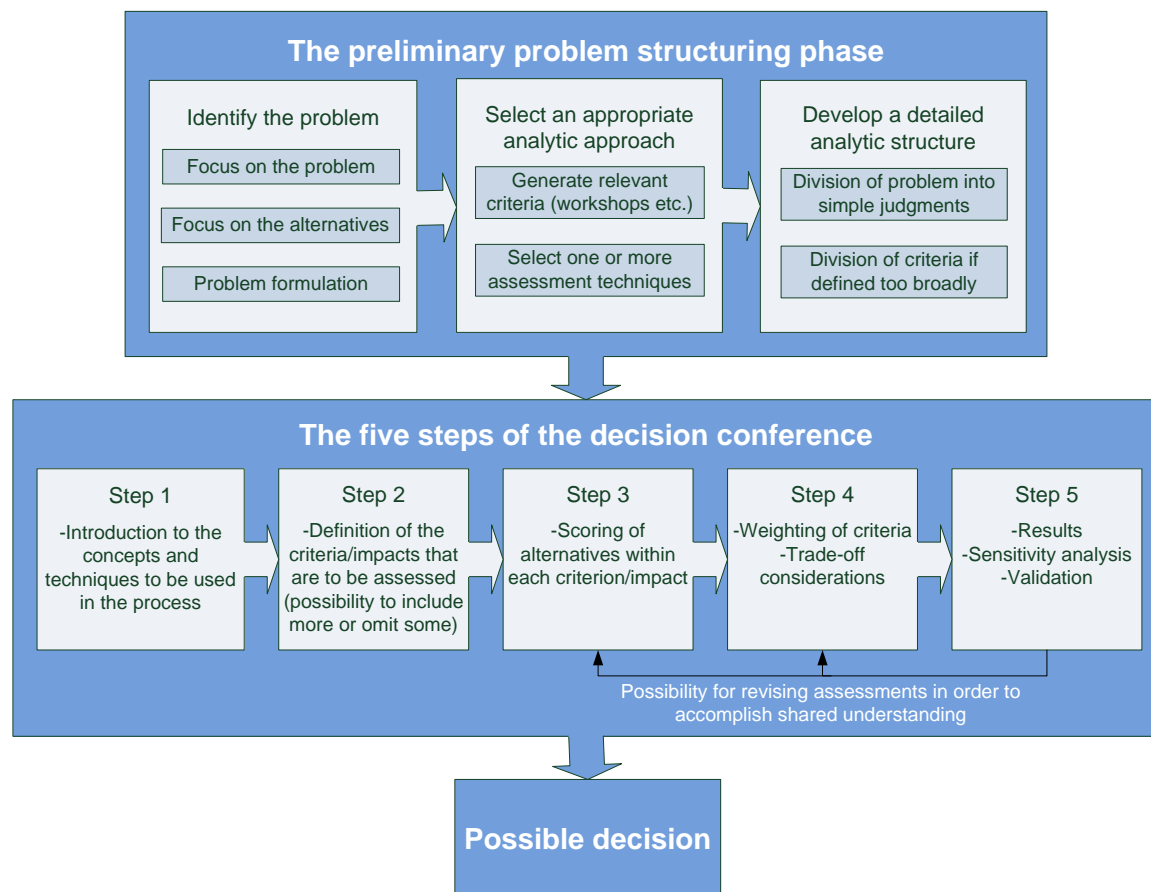 The preliminary problem structuring phase
Identify the problem
Focus on the problem
Focus on the alternatives
Problem formulation
Select an appropriate
analytic approach
Generate relevant
criteria (workshops etc.)
Select one or more
assessment techniques
Develop a detailed
analytic structure
Division of problem into
simple judgments
Division of criteria if
defined too broadly
The five steps of the decision conference
Step 1
-Introduction to the
concepts and
techniques to be used
in the process
Step 2
-Definition of the
criteria/impacts that
are to be assessed
(possibility to include
more or omit some)
Step 3
-Scoring of
alternatives within
each criterion/impact
Step 4
-Weighting of criteria
-Trade-off
considerations
Step 5
-Results
-Sensitivity analysis
-Validation
Possibility for revising assessments in order to
accomplish shared understanding
Possible decision